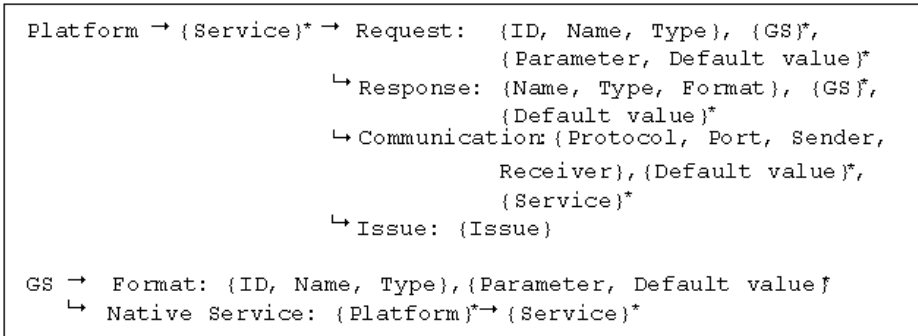 Platform → {Service}* → Request: {ID, Name, Type}, {GS}*,
{Parameter, Default value}*
↳ Response: {Name, Type, Format}, {GS}*,
{Default value}*
↳ Communication: {Protocol, Port, Sender,
Receiver}, {Default value}*,
{Service}*
↳ Issue: {Issue}
GS → Format: {ID, Name, Type}, {Parameter, Default value}*
↳ Native Service: {Platform}* → {Service}*